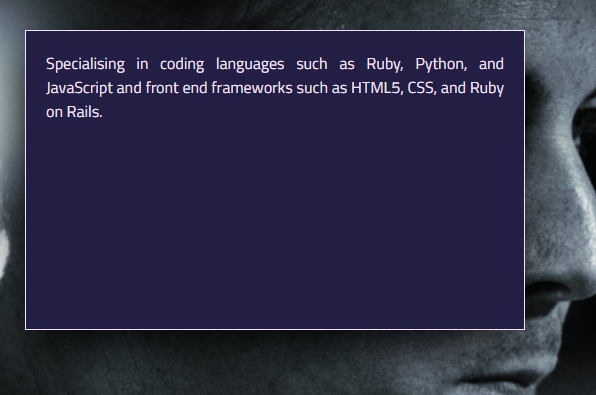 Specialising in coding languages such as Ruby, Python, and
JavaScript and front end frameworks such as HTML5, CSS, and Ruby
on Rails.